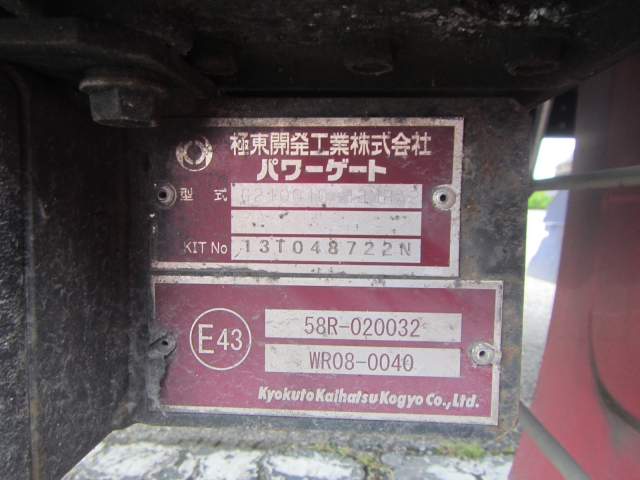 極東開発工業株式会社
パワーゲート
型式
KIT No 13T048722N
E43
58R-020032
WR08-0040
Kyokuto Kaihatsu Kogyo Co., Ltd.